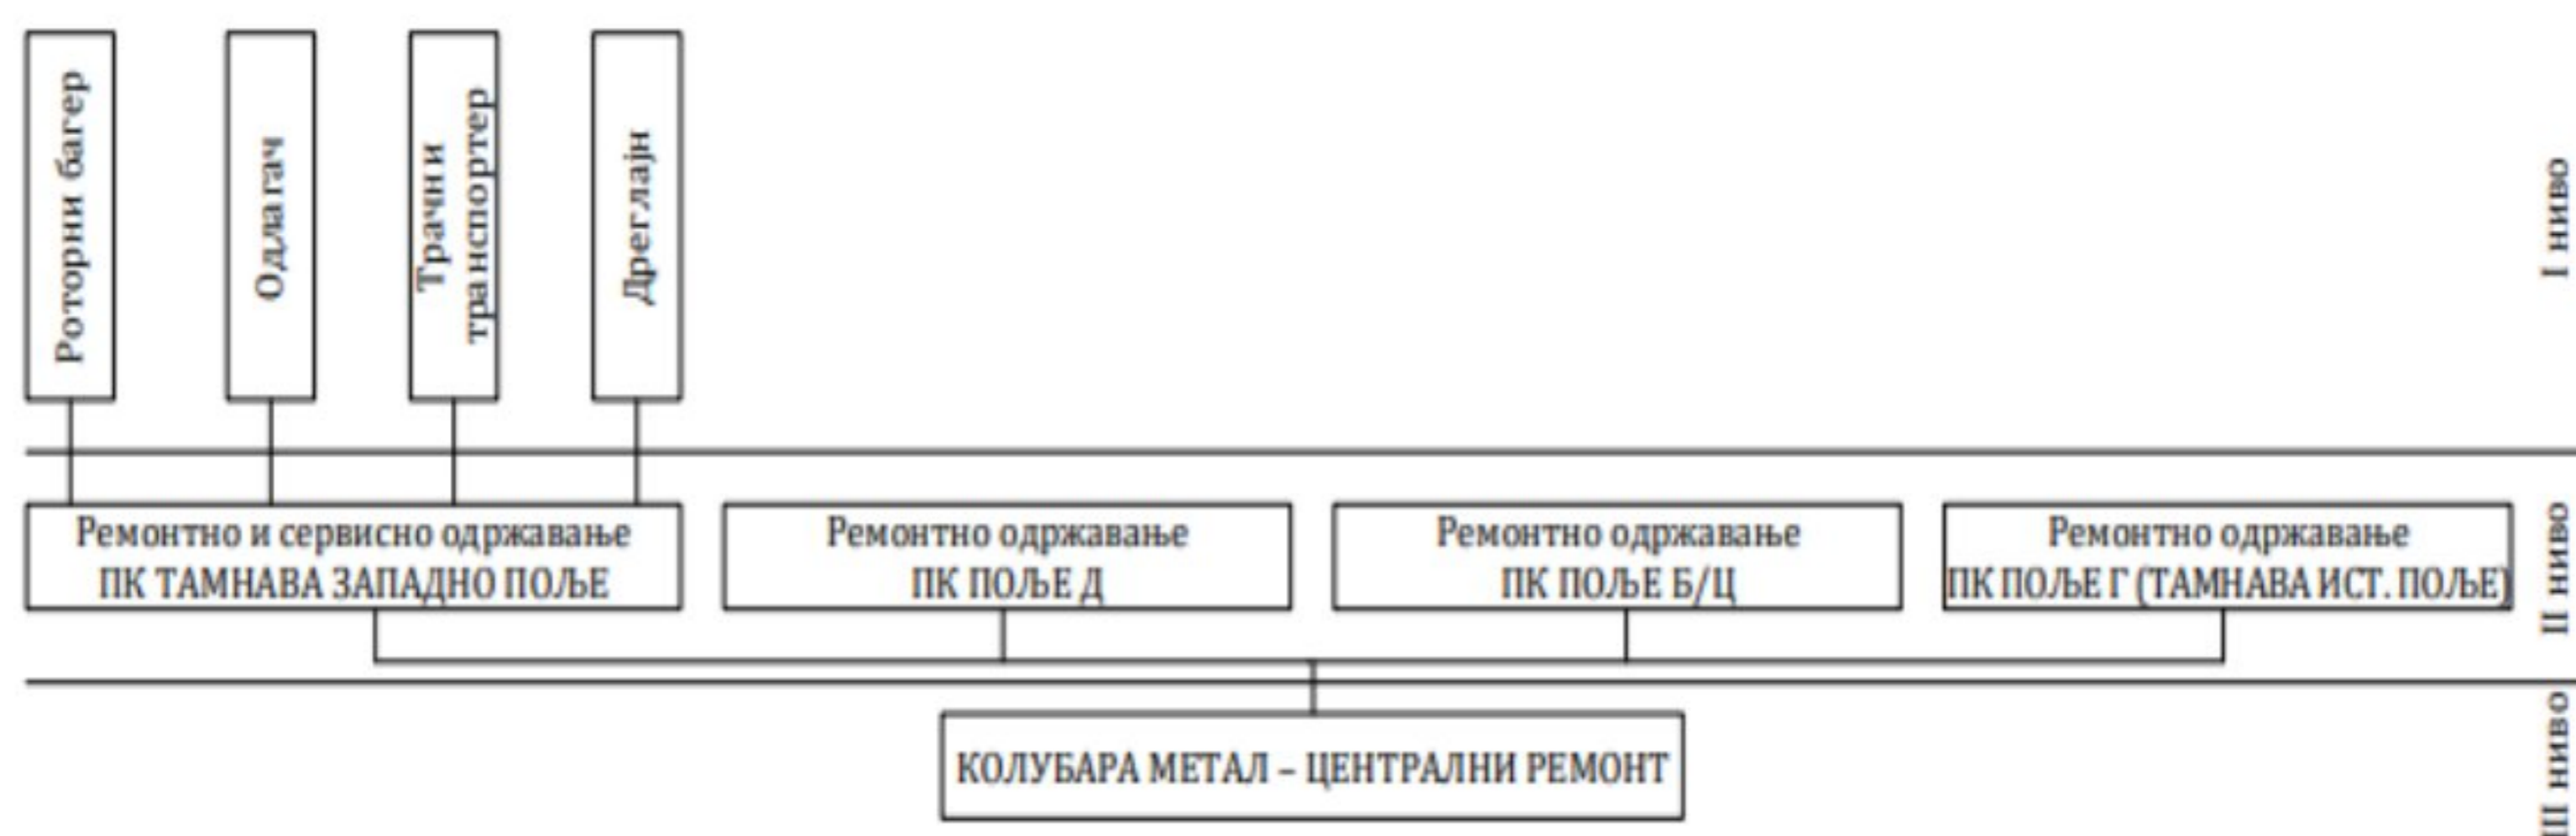 Роторни багер
Одлагач
Трачни
транспортер
Дреглајн
I ниво
Ремонтно и сервисно одржавање
ПК ТАМНАВА ЗАПАДНО ПОЉЕ
Ремонтно одржавање
ПК ПОЉЕ Д
Ремонтно одржавање
ПК ПОЉЕ Б/Ц
Ремонтно одржавање
ПК ПОЉЕ Г (ТАМНАВА ИСТ. ПОЉЕ)
II ниво
КОЛУБАРА МЕТАЛ – ЦЕНТРАЛНИ РЕМОНТ
III ниво